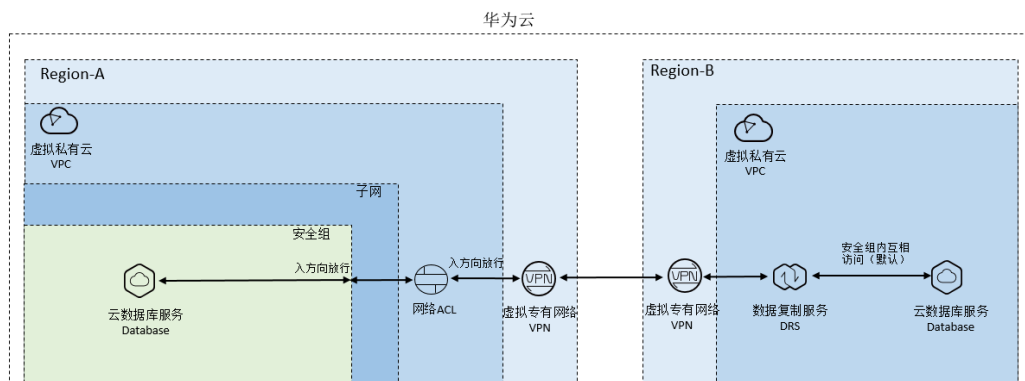 华为云
Region-A
Region-B
虚拟私有云
VPC
虚拟私有云
VPC
子网
安全组
入方向放行
入方向放行
安全组内互相
访问（默认）
VPN
VPN
云数据库服务
Database
网络ACL
虚拟专有网络
VPN
虚拟专有网络
VPN
数据复制服务
DRS
云数据库服务
Database